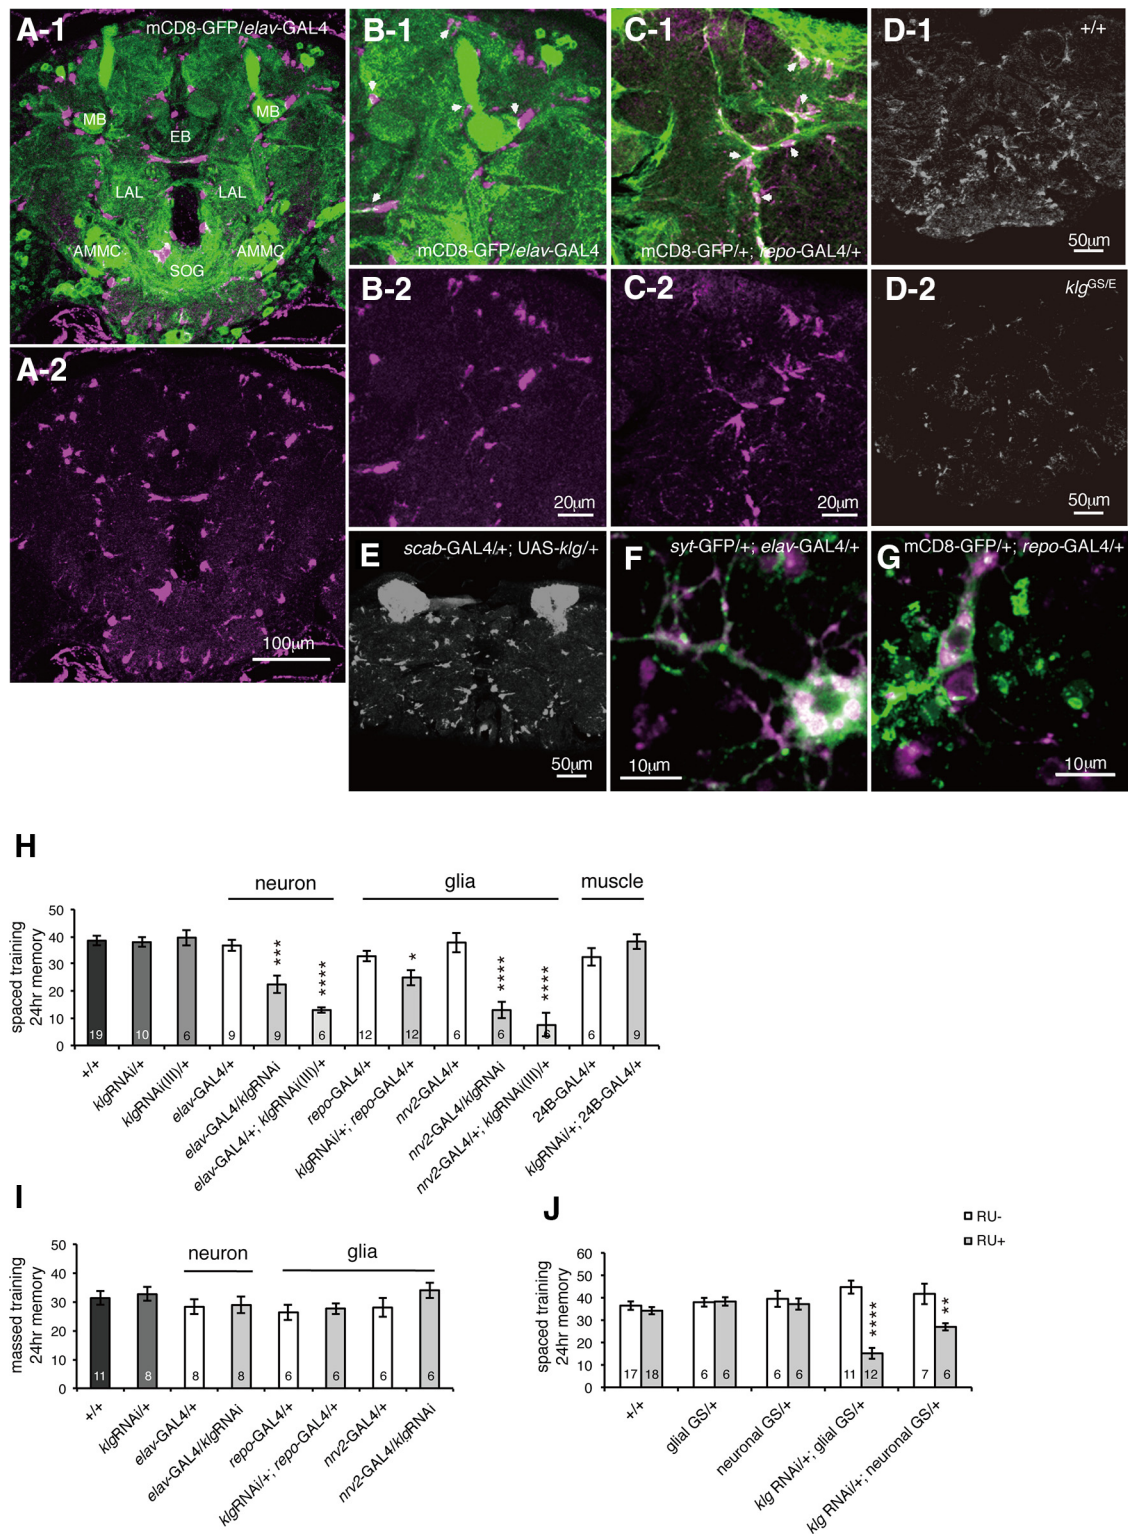 A-1
mCD8-GFP/elav-GAL4
MB
MB
EB
LAL
LAL
AMMC
AMMC
SOG
A-2
100µm
B-1
mCD8-GFP/elav-GAL4
B-2
20µm
C-1
mCD8-GFP/+; repo-GAL4/+
C-2
20µm
D-1
+/+
50µm
D-2
klgGS/E
50µm
E
scab-GAL4/+; UAS-klg/+
50µm
F
syt-GFP/+; elav-GAL4/+
10µm
G
mCD8-GFP/+; repo-GAL4/+
10µm
H
neuron
glia
muscle
spaced training
24hr memory
50
40
30
20
10
0
***
****
*
****
****
19
10
6
9
9
6
12
12
6
6
6
6
9
+/+
klgRNAi/+
klgRNAi(III)/+
elav-GAL4/+
elav-GAL4/klgRNAi
elav-GAL4/+; klgRNAi(III)/+
repo-GAL4/+
klgRNAi/+; repo-GAL4/+
nrv2-GAL4/+
nrv2-GAL4/klgRNAi
nrv2-GAL4/+; klgRNAi(III)/+
24B-GAL4/+
klgRNAi/+; 24B-GAL4/+
I
neuron
glia
massed training
24hr memory
50
40
30
20
10
0
11
8
8
8
6
6
6
6
+/+
klgRNAi/+
elav-GAL4/+
elav-GAL4/klgRNAi
repo-GAL4/+
klgRNAi/+; repo-GAL4/+
nrv2-GAL4/+
nrv2-GAL4/klgRNAi
J
RU-
RU+
spaced training
24hr memory
60
50
40
30
20
10
0
****
**
17
18
6
6
6
6
11
12
7
6
+/+
glial GS/+
neuronal GS/+
klg RNAi/+; glial GS/+
klg RNAi/+; neuronal GS/+